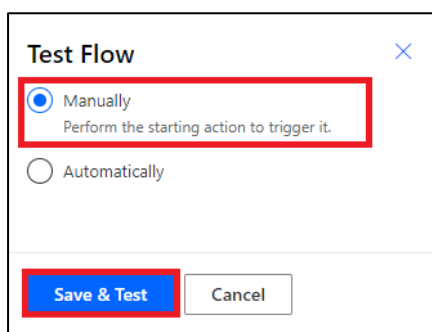 Test Flow
Manually
Perform the starting action to trigger it.
Automatically
Save & Test
Cancel